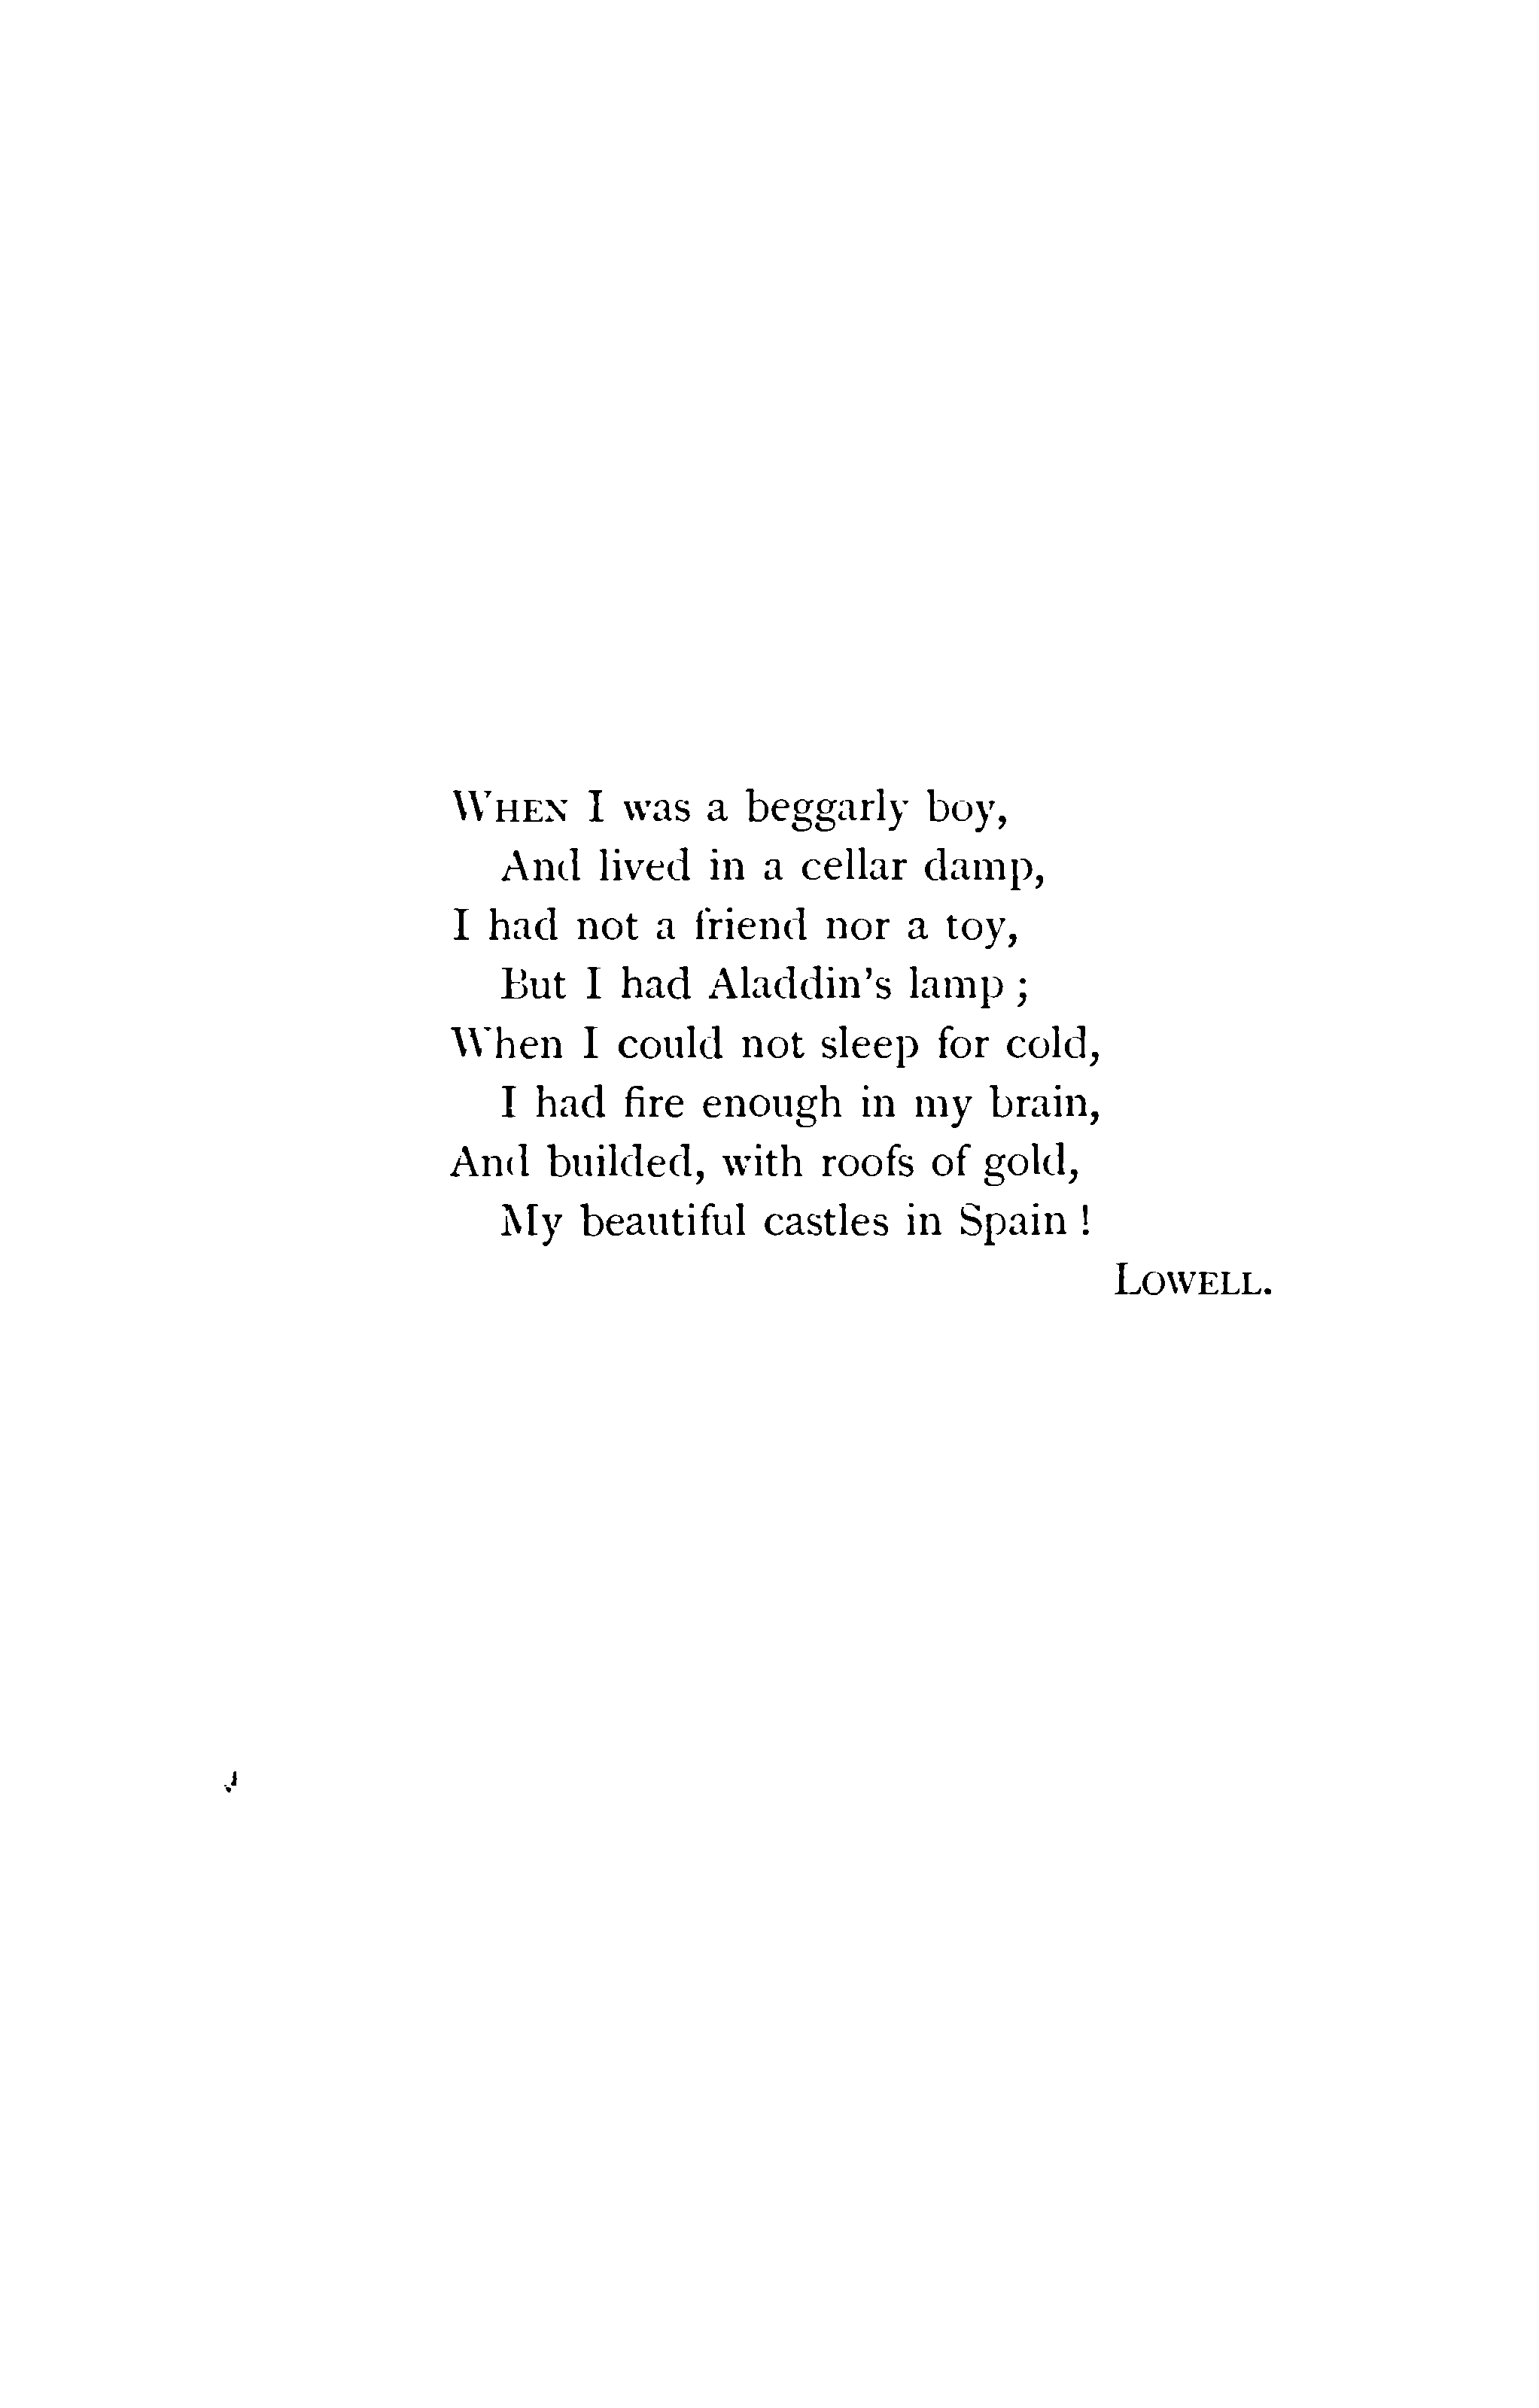 When I was a beggarly boy,
And lived in a cellar damp,
I had not a friend nor a toy,
But I had Aladdin's lamp ;
When I could not sleep for cold,
I had fire enough in my brain,
And builded, with roofs of gold,
My beautiful castles in Spain !
Lowell.